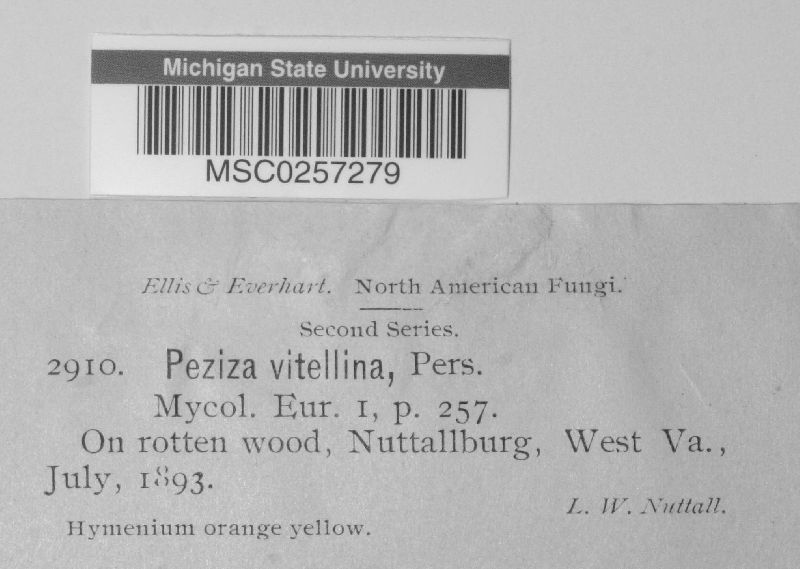 Michigan State University
MSC0257279
Ellis & Everhart. North American Fungi.
Second Series.
2910. Peziza vitellina, Pers.
Mycol. Eur. 1, p. 257.
On rotten wood, Nuttallburg, West Va.,
July, 1893.
L. W. Nuttall.
Hymenium orange yellow.